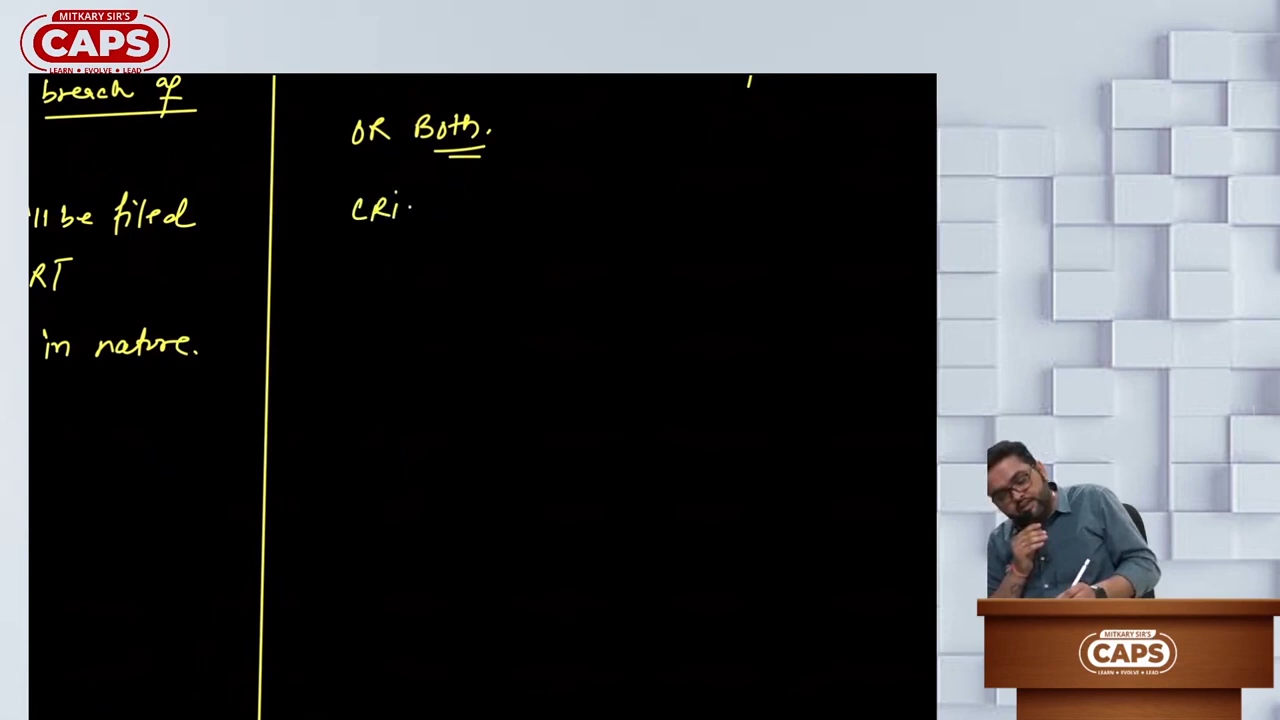 MITKARY SIR'S
CAPS
LEARN • EVOLVE • LEAD
breach of
ll be filed
RT
in nature.
OR Both.
CRi
MITKARY SIR'S
CAPS
LEARN • EVOLVE • LEAD